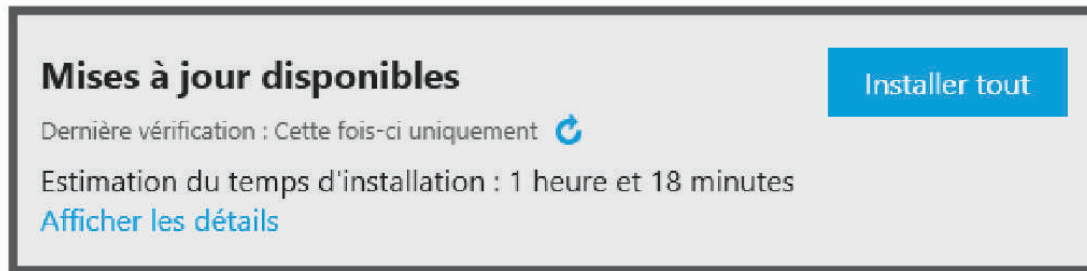 Mises à jour disponibles
Installer tout
Dernière vérification : Cette fois-ci uniquement
Estimation du temps d'installation : 1 heure et 18 minutes
Afficher les détails